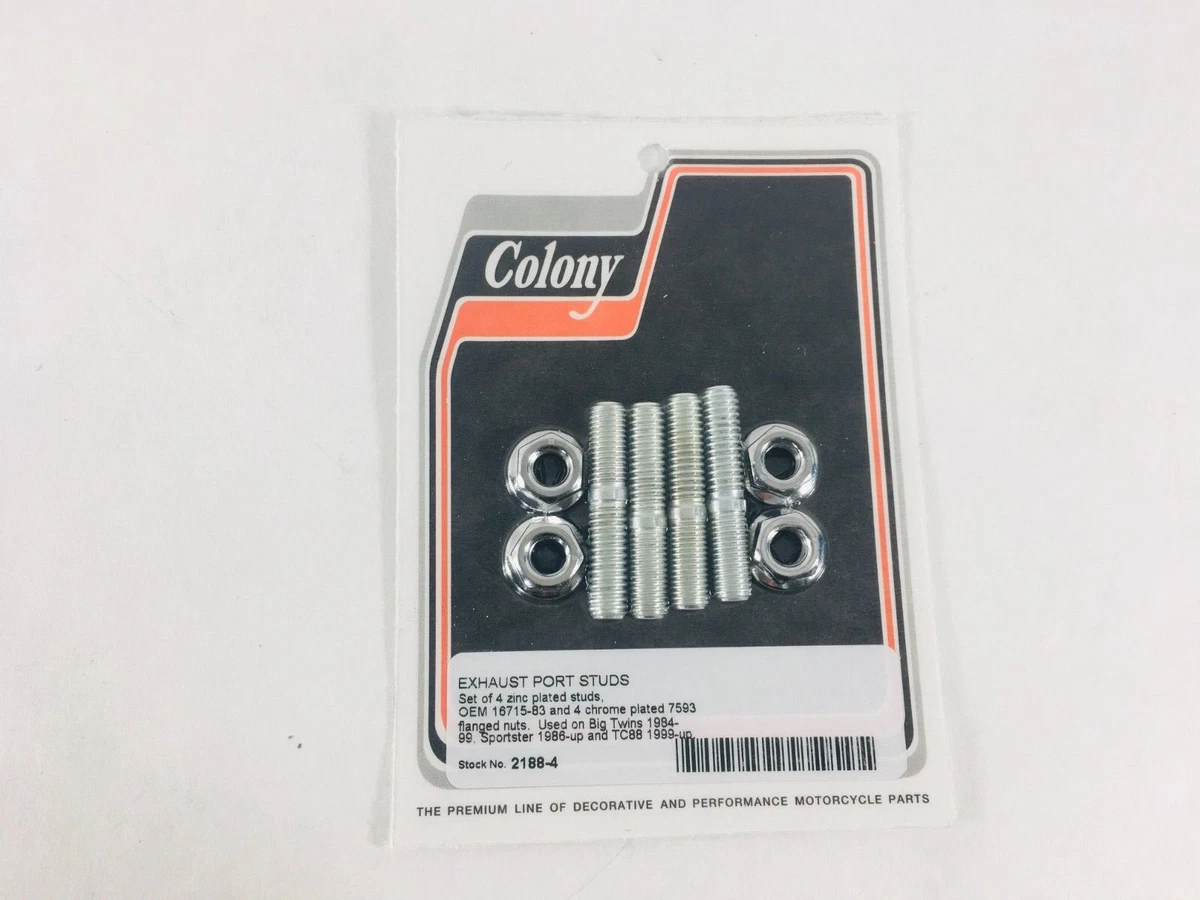 Colony
EXHAUST PORT STUDS
Set of 4 zinc plated studs,
OEM 16715-83 and 4 chrome plated 7593
flanged nuts. Used on Big Twins 1984-
99, Sportster 1986-up and TC88 1999-up
Stock No. 2188-4
THE PREMIUM LINE OF DECORATIVE AND PERFORMANCE MOTORCYCLE PARTS